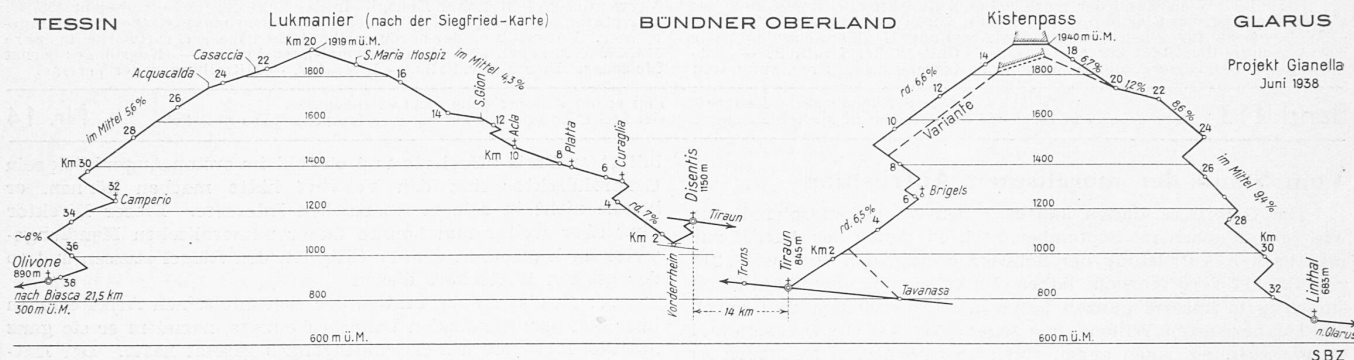 TESSIN
Lukmanier (nach der Siegfried-Karte)
BÜNDNER OBERLAND
Kistenpass
GLARUS
Projekt Gianella
Juni 1938
Km 20
1919 m ü.M.
S. Maria Hospiz
im Mittel 4,3%
Casaccia
22
Acquacalda
24
1800
16
26
im Mittel 5,6%
28
1600
14
S. Gion
12
Acla
Km 10
Platta
8
Curaglia
6
Km 30
1400
32
Camperio
34
1200
4
rd. 7%
Km 2
Disentis
1150 m
Tiraun
Vorderrhein
~8%
36
1000
Olivone
890 m
38
nach Biasca 21,5 km
300 m ü.M.
800
600 m ü.M.
14 km
Truns
Tiraun
845 m
Km 2
rd. 6,5%
4
6
Brigels
8
Tavanasa
10
12
rd. 6,6%
14
Variante
1940 m ü.M.
18
6,7%
20
1,2%
22
8,6%
24
1800
1600
1400
26
im Mittel 9,4%
1200
28
Km
30
1000
32
800
Linthal
683 m
n. Glarus
600 m ü.M.
SBZ